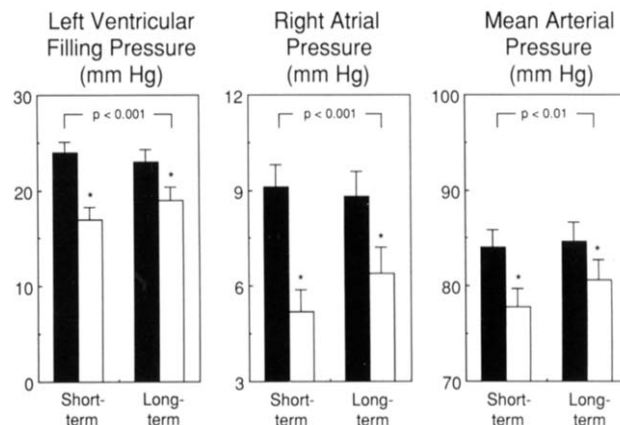 Left Ventricular
Filling Pressure
(mm Hg)
30
20
10
0
p < 0.001
*
*
Short-
term
Long-
term
Right Atrial
Pressure
(mm Hg)
12
9
6
3
p < 0.001
*
*
Short-
term
Long-
term
Mean Arterial
Pressure
(mm Hg)
100
90
80
70
p < 0.01
*
*
Short-
term
Long-
term